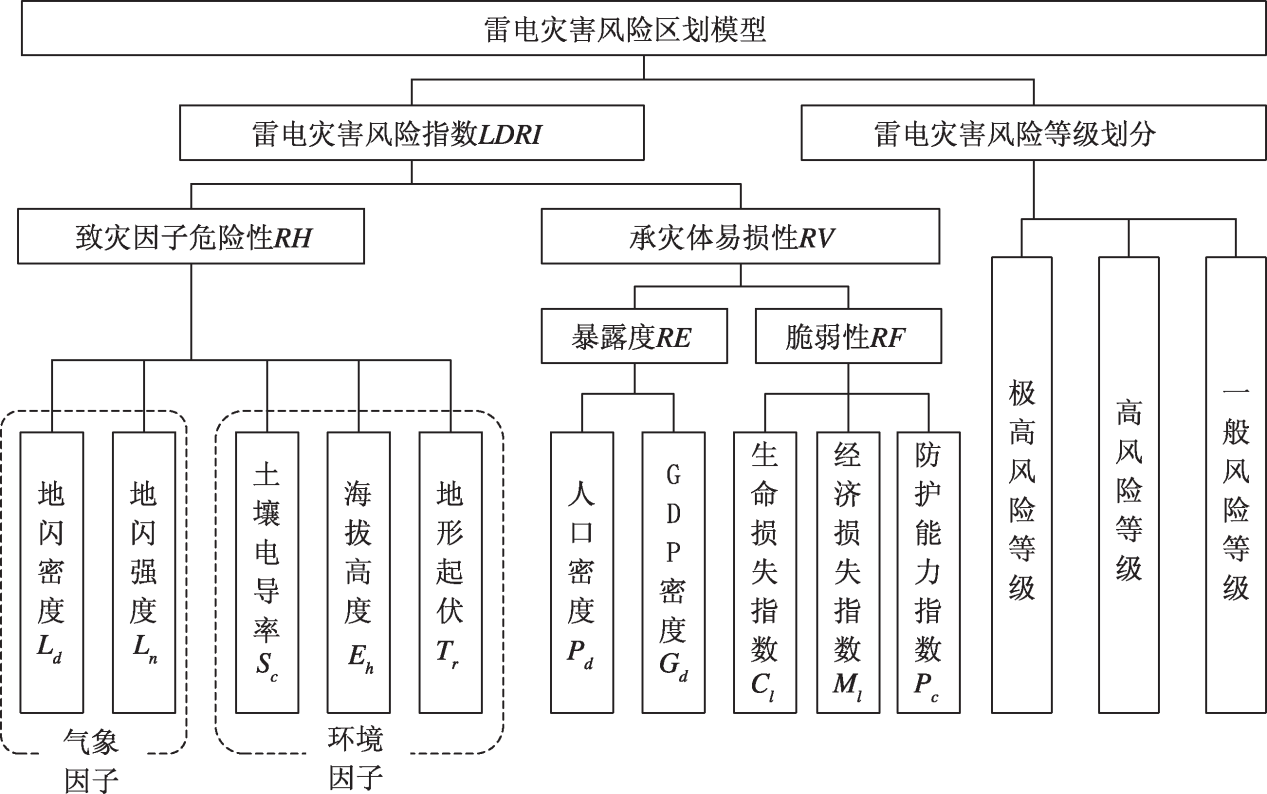 雷电灾害风险区划模型
雷电灾害风险指数LDRI
雷电灾害风险等级划分
致灾因子危险性RH
承灾体易损性RV
暴露度RE
脆弱性RF
地闪密度Ld
地闪强度Ln
土壤电导率Sc
海拔高度Eh
地形起伏Tr
人口密度Pd
GDP密度Gd
生命损失指数Cl
经济损失指数Ml
防护能力指数Pc
极高风险等级
高风险等级
一般风险等级
气象
因子
环境
因子